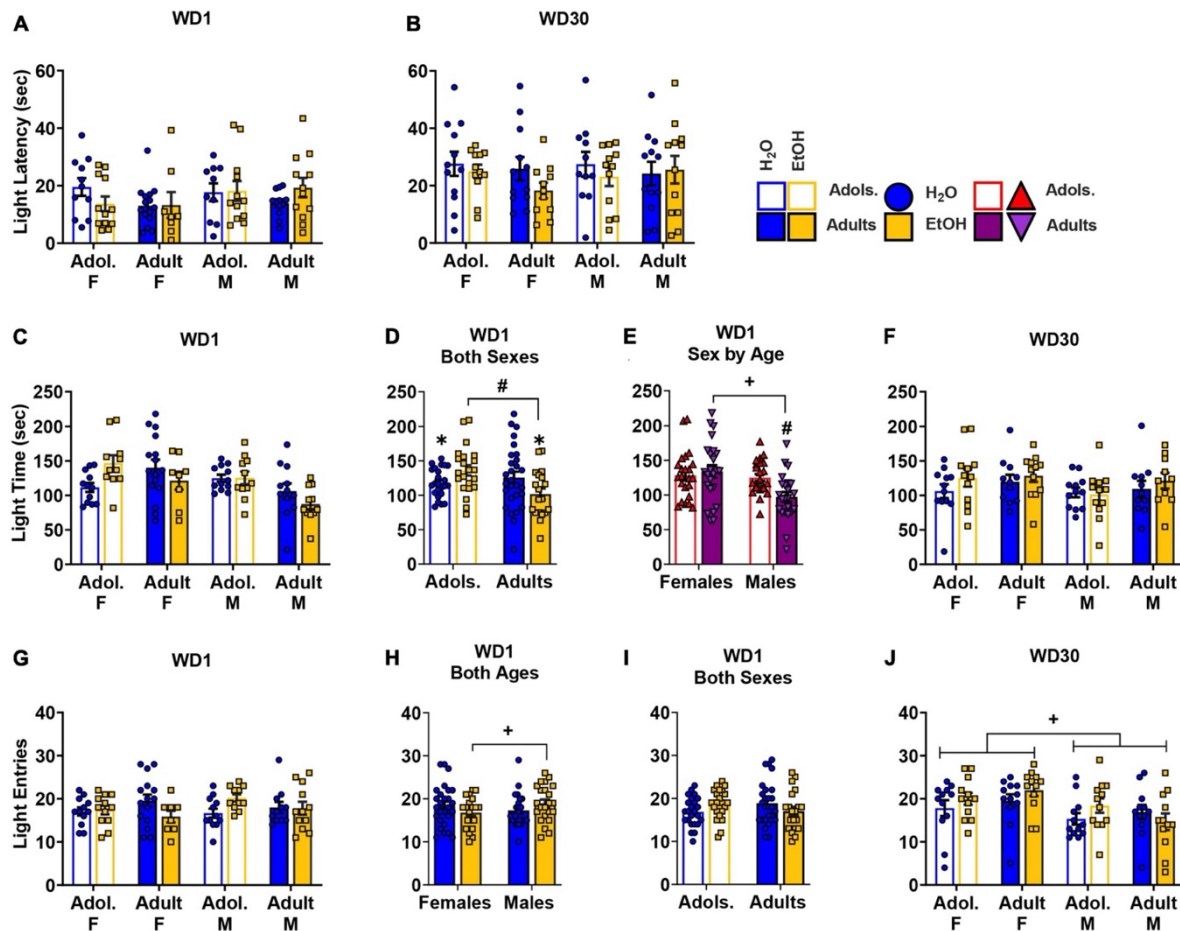 A
WD1
B
WD30
Light Latency (sec)
60
40
20
0
Adol. Adult Adol. Adult
F F M M
60
40
20
0
Adol. Adult Adol. Adult
F F M M
H₂O
EtOH
Adols.
Adults
H₂O
EtOH
Adols.
Adults
C
WD1
D
WD1
Both Sexes
E
WD1
Sex by Age
F
WD30
Light Time (sec)
250
200
150
100
50
0
Adol. Adult Adol. Adult
F F M M
250
200
150
100
50
0
#
* *
Adols. Adults
250
200
150
100
50
0
+
#
Females Males
250
200
150
100
50
0
Adol. Adult Adol. Adult
F F M M
G
WD1
H
WD1
Both Ages
I
WD1
Both Sexes
J
WD30
Light Entries
40
30
20
10
0
Adol. Adult Adol. Adult
F F M M
40
30
20
10
0
+
Females Males
40
30
20
10
0
Adols. Adults
40
30
20
10
0
+
Adol. Adult Adol. Adult
F F M M